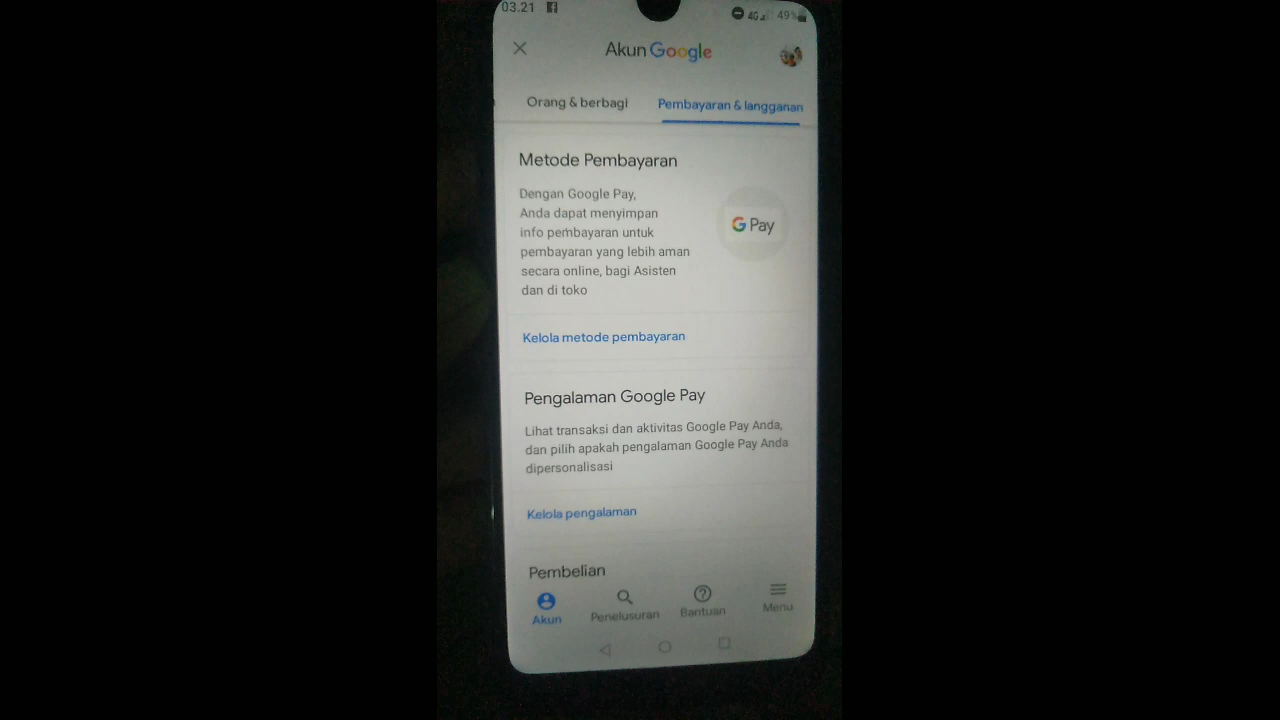 03.21
4G 49%
Akun Google
Orang & berbagi Pembayaran & langganan
Metode Pembayaran
Dengan Google Pay,
Anda dapat menyimpan
info pembayaran untuk
pembayaran yang lebih aman
secara online, bagi Asisten
dan di toko
G Pay
Kelola metode pembayaran
Pengalaman Google Pay
Lihat transaksi dan aktivitas Google Pay Anda,
dan pilih apakah pengalaman Google Pay Anda
dipersonalisasi
Kelola pengalaman
Pembelian
Akun Penelusuran Bantuan Menu